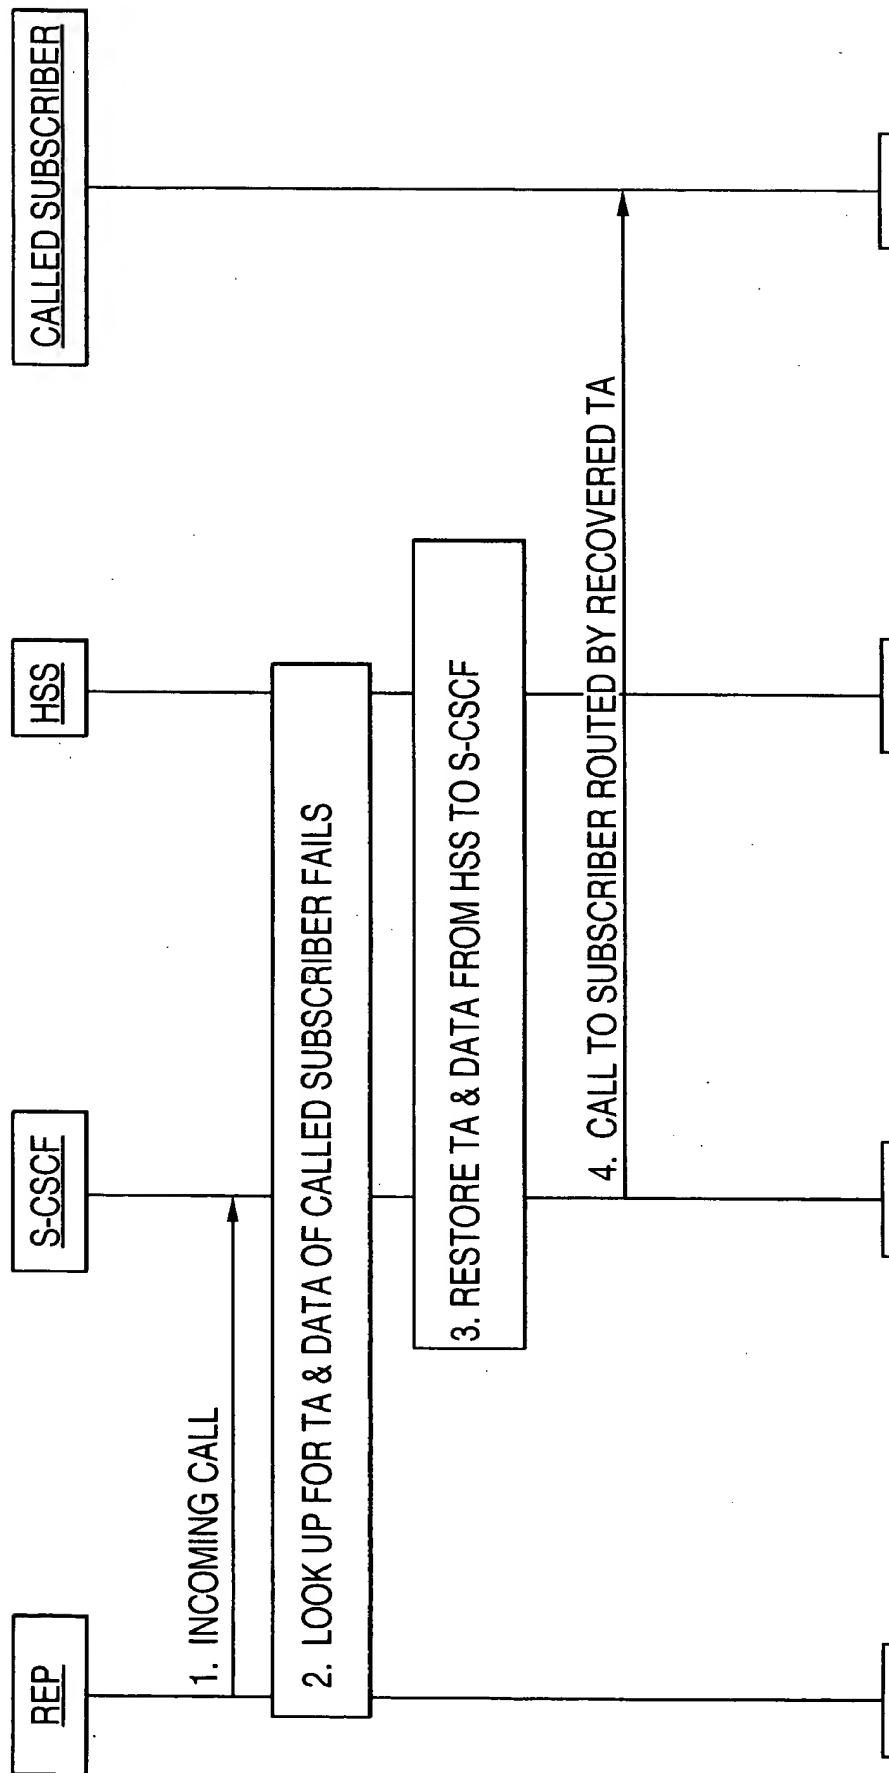 REP
S-CSCF
HSS
CALLED SUBSCRIBER
1. INCOMING CALL
2. LOOK UP FOR TA & DATA OF CALLED SUBSCRIBER FAILS
3. RESTORE TA & DATA FROM HSS TO S-CSCF
4. CALL TO SUBSCRIBER ROUTED BY RECOVERED TA